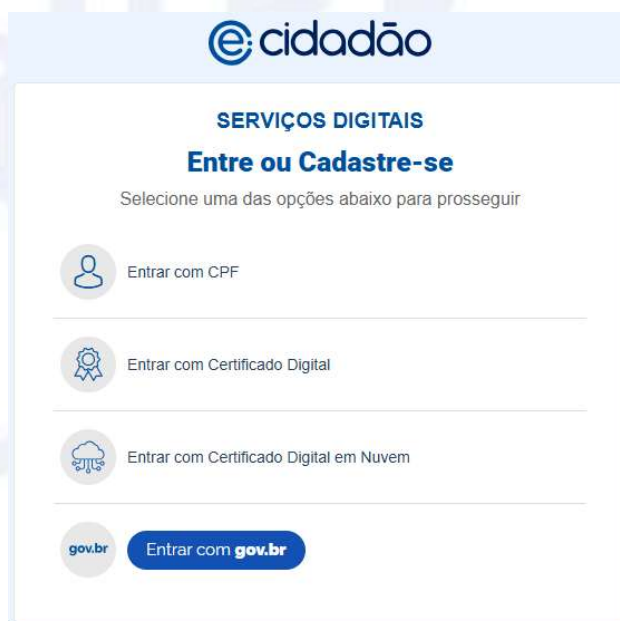 e: cidadão
SERVIÇOS DIGITAIS
Entre ou Cadastre-se
Selecione uma das opções abaixo para prosseguir
Entrar com CPF
Entrar com Certificado Digital
Entrar com Certificado Digital em Nuvem
gov.br Entrar com gov.br